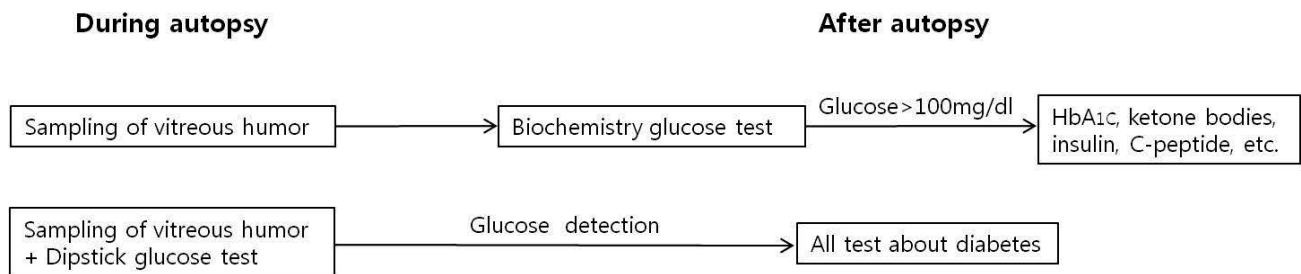 During autopsy
After autopsy
Sampling of vitreous humor
Biochemistry glucose test
Glucose>100mg/dl
HbA1C, ketone bodies,
insulin, C-peptide, etc.
Sampling of vitreous humor
+ Dipstick glucose test
Glucose detection
All test about diabetes